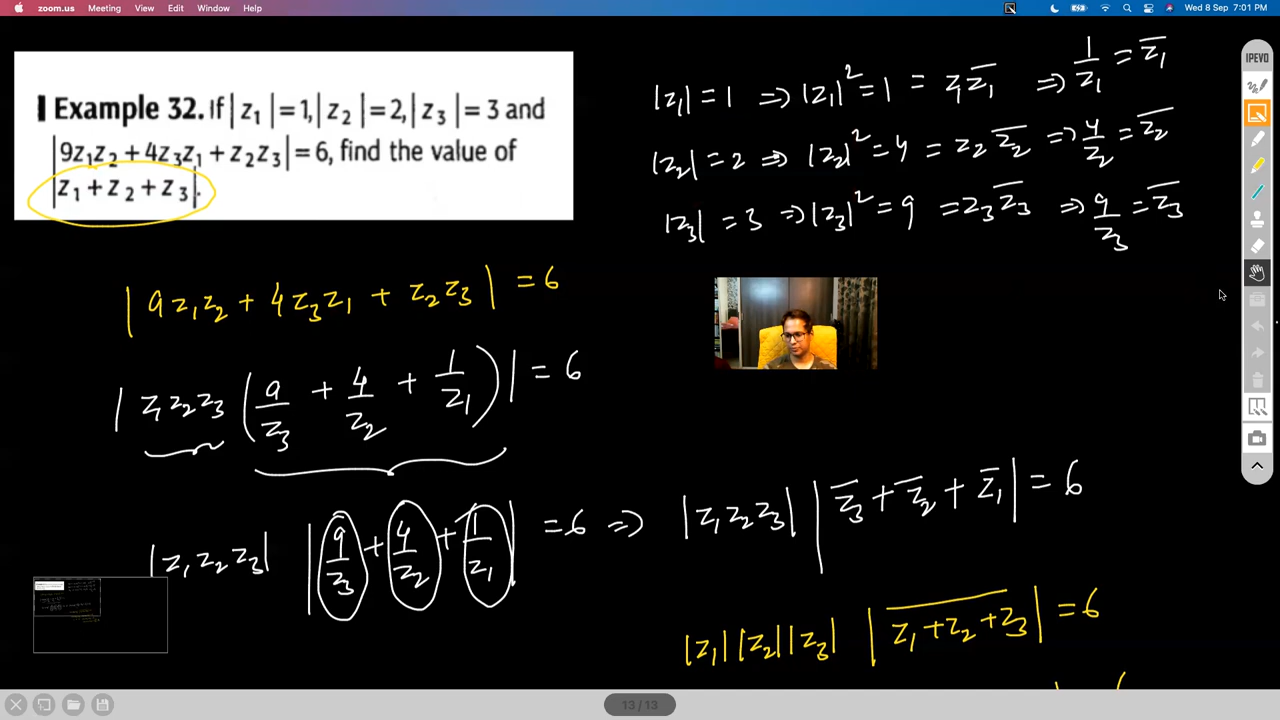 zoom.us Meeting View Edit Window Help Wed 8 Sep 7:01 PM
IPEVO
Example 32. If |z₁| = 1, |z₂| = 2, |z₃| = 3 and
|9z₁z₂ + 4z₃z₁ + z₂z₃| = 6, find the value of
|z₁ + z₂ + z₃|.
|z₁| = 1 ⇒ |z₁|² = 1 = z₁z̅₁ ⇒ 1/z₁ = z̅₁
|z₂| = 2 ⇒ |z₂|² = 4 = z₂z̅₂ ⇒ 4/z₂ = z̅₂
|z₃| = 3 ⇒ |z₃|² = 9 = z₃z̅₃ ⇒ 9/z₃ = z̅₃
|9z₁z₂ + 4z₃z₁ + z₂z₃| = 6
|z₁z₂z₃ (9/z₃ + 4/z₂ + 1/z₁)| = 6
|z₁z₂z₃| |9/z₃ + 4/z₂ + 1/z₁| = 6 ⇒ |z₁z₂z₃| |z̅₃ + z̅₂ + z̅₁| = 6
|z₁||z₂||z₃| |z̅₁ + z̅₂ + z̅₃| = 6
13 / 13